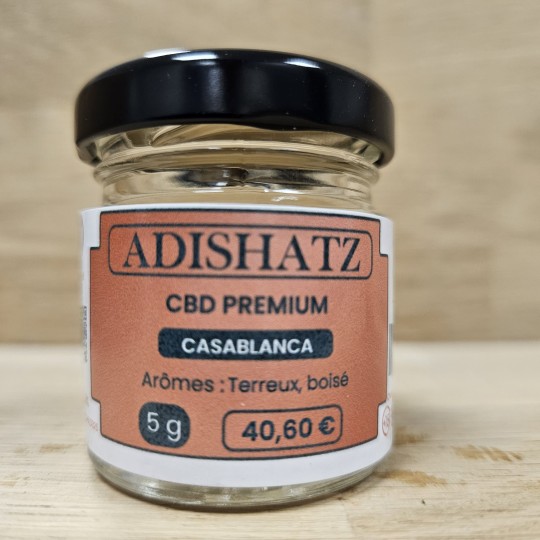 ADISHATZ
CBD PREMIUM
CASABLANCA
Arômes : Terreux, boisé
5 g
40,60 €